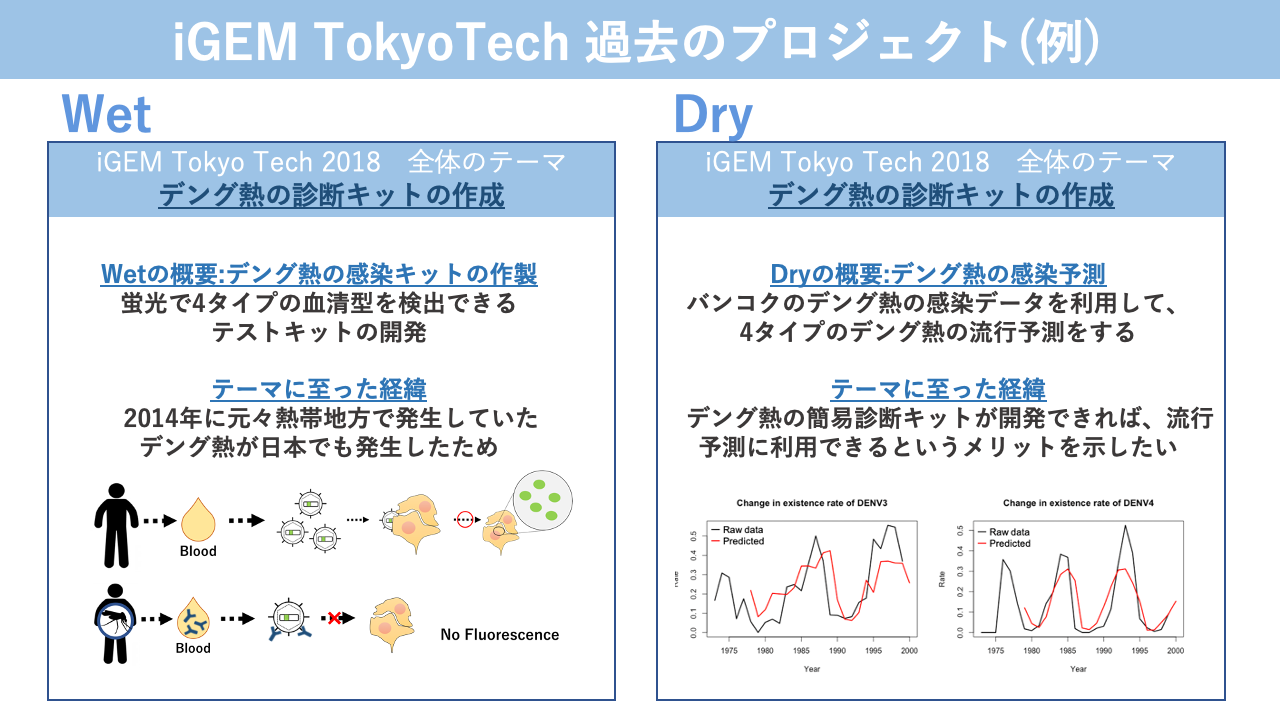 iGEM TokyoTech 過去のプロジェクト(例)
Wet
iGEM Tokyo Tech 2018　全体のテーマ
デング熱の診断キットの作成
Wetの概要:デング熱の感染キットの作製
蛍光で4タイプの血清型を検出できる
テストキットの開発
テーマに至った経緯
2014年に元々熱帯地方で発生していた
デング熱が日本でも発生したため
Blood
Blood
No Fluorescence
Dry
iGEM Tokyo Tech 2018　全体のテーマ
デング熱の診断キットの作成
Dryの概要:デング熱の感染予測
バンコクのデング熱の感染データを利用して、
4タイプのデング熱の流行予測をする
テーマに至った経緯
デング熱の簡易診断キットが開発できれば、流行
予測に利用できるというメリットを示したい
Change in existence rate of DENV3
Raw data
Predicted
0.5
0.4
0.3
0.2
0.1
0.0
1975 1980 1985 1990 1995 2000
Year
Change in existence rate of DENV4
Raw data
Predicted
Rate
0.5
0.4
0.3
0.2
0.1
0.0
1975 1980 1985 1990 1995 2000
Year